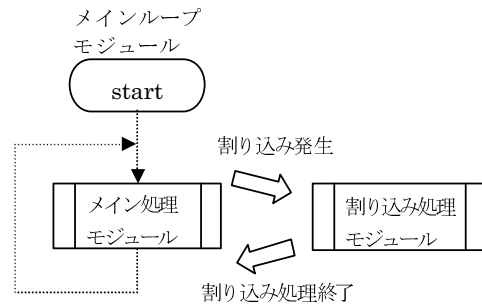 メインループ
モジュール
start
割り込み発生
メイン処理
モジュール
割り込み処理
モジュール
割り込み処理終了